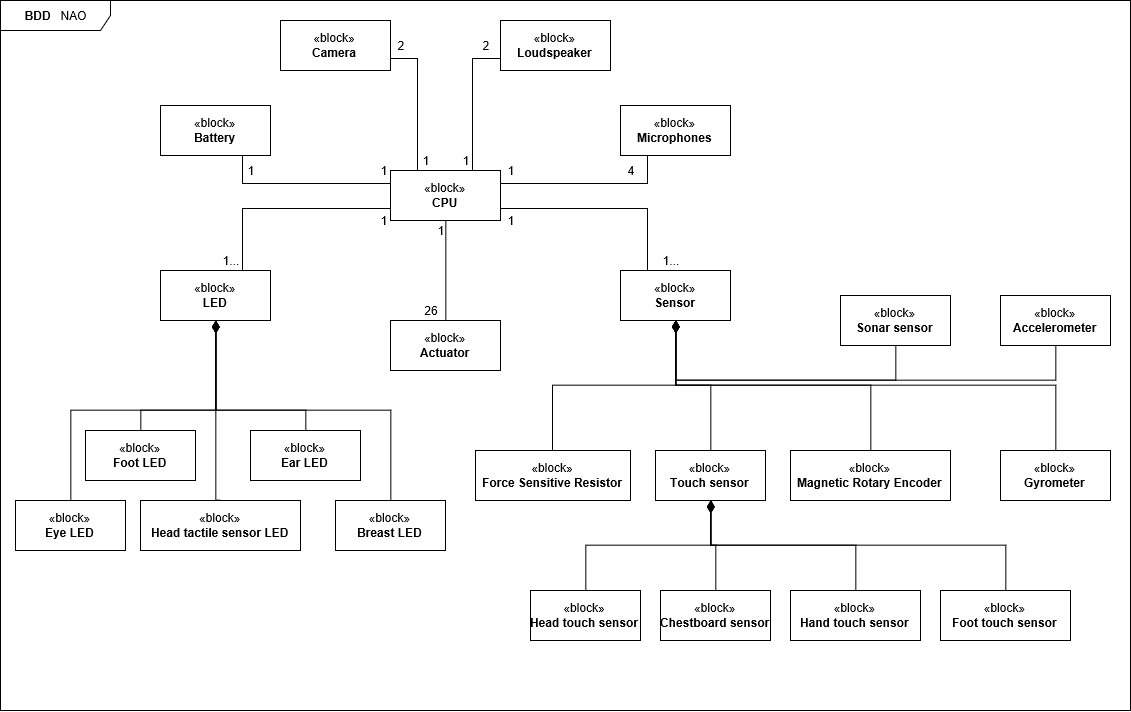 BDD NAO
«block»
Camera
2
2
«block»
Loudspeaker
«block»
Battery
«block»
Microphones
1
1
1
1
1
1
4
«block»
CPU
1
1
1
1...
1...
«block»
LED
«block»
Sensor
26
«block»
Actuator
«block»
Sonar sensor
«block»
Accelerometer
«block»
Foot LED
«block»
Ear LED
«block»
Force Sensitive Resistor
«block»
Touch sensor
«block»
Magnetic Rotary Encoder
«block»
Gyrometer
«block»
Eye LED
«block»
Head tactile sensor LED
«block»
Breast LED
«block»
Head touch sensor
«block»
Chestboard sensor
«block»
Hand touch sensor
«block»
Foot touch sensor